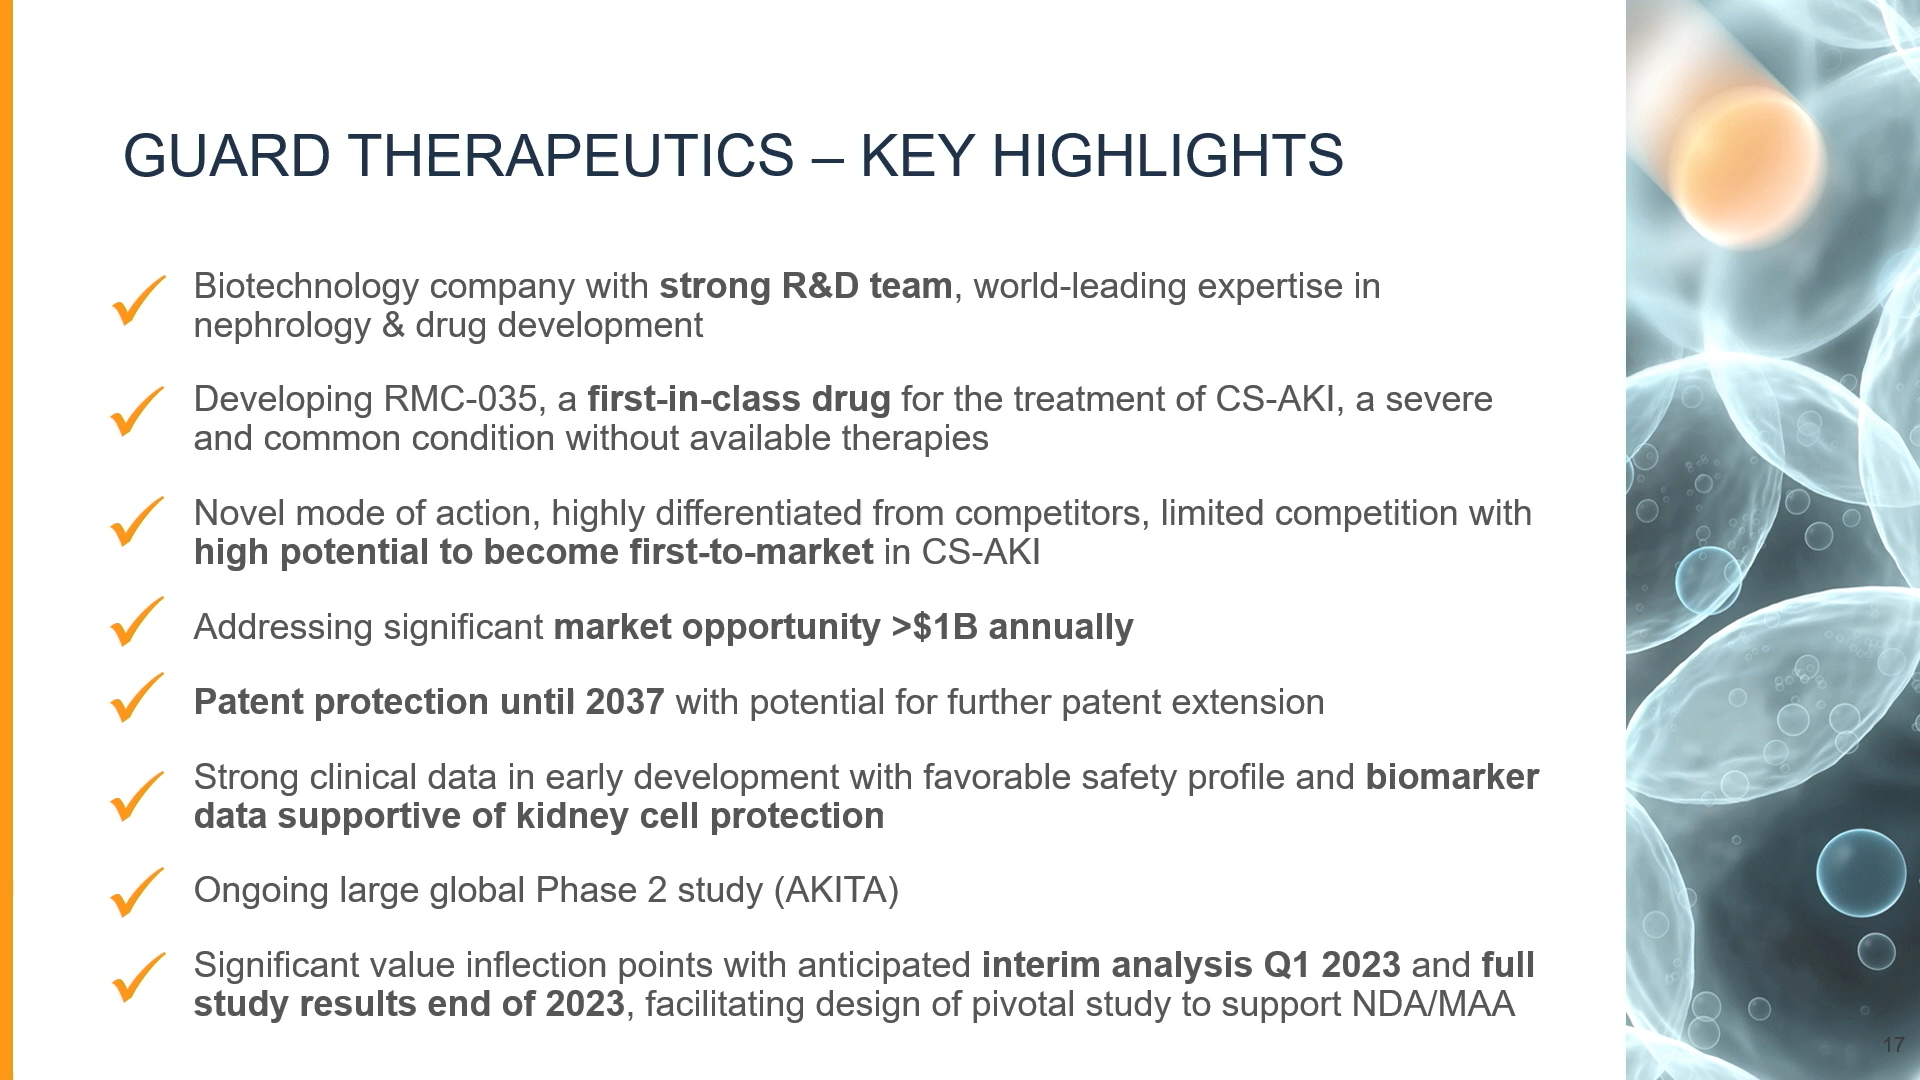 GUARD THERAPEUTICS – KEY HIGHLIGHTS
Biotechnology company with strong R&D team, world-leading expertise in
nephrology & drug development
Developing RMC-035, a first-in-class drug for the treatment of CS-AKI, a severe
and common condition without available therapies
Novel mode of action, highly differentiated from competitors, limited competition with
high potential to become first-to-market in CS-AKI
Addressing significant market opportunity >$1B annually
Patent protection until 2037 with potential for further patent extension
Strong clinical data in early development with favorable safety profile and biomarker
data supportive of kidney cell protection
Ongoing large global Phase 2 study (AKITA)
Significant value inflection points with anticipated interim analysis Q1 2023 and full
study results end of 2023, facilitating design of pivotal study to support NDA/MAA
17